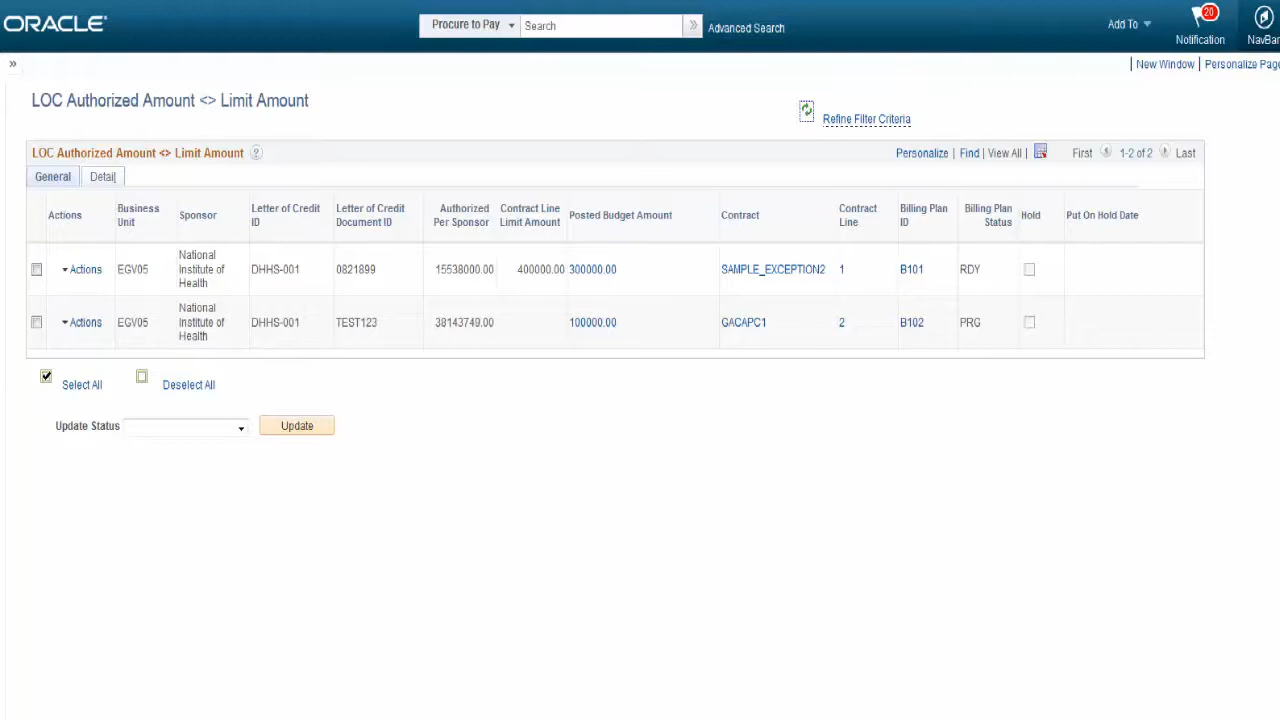 ORACLE
Procure to Pay
Search
»
Advanced Search
Add To
20
Notification
NavBar
»
New Window | Personalize Page
LOC Authorized Amount <> Limit Amount
Refine Filter Criteria
LOC Authorized Amount <> Limit Amount ?
Personalize | Find | View All |
First 1-2 of 2 Last
General Detail
Actions Business Unit Sponsor Letter of Credit ID Letter of Credit Document ID Authorized Per Sponsor Contract Line Limit Amount Posted Budget Amount Contract Contract Line Billing Plan ID Billing Plan Status Hold Put On Hold Date
Actions EGV05 National Institute of Health DHHS-001 0821899 15538000.00 400000.00 300000.00 SAMPLE_EXCEPTION2 1 B101 RDY
Actions EGV05 National Institute of Health DHHS-001 TEST123 38143749.00 100000.00 GACAPC1 2 B102 PRG
Select All Deselect All
Update Status Update